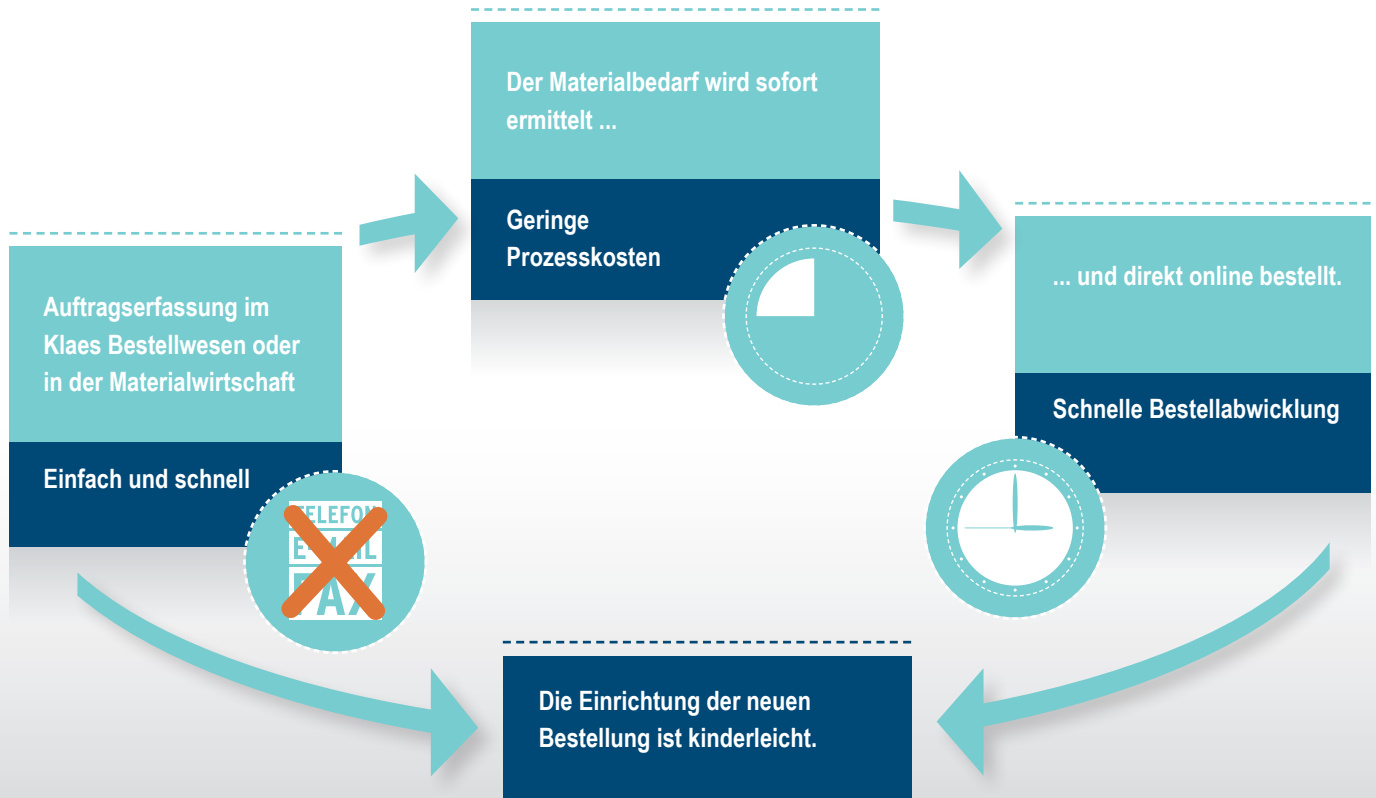 Der Materialbedarf wird sofort
ermittelt ...
Geringe
Prozesskosten
... und direkt online bestellt.
Schnelle Bestellabwicklung
Auftragserfassung im
Klaes Bestellwesen oder
in der Materialwirtschaft
Einfach und schnell
TELEFON
E-MAIL
FAX
Die Einrichtung der neuen
Bestellung ist kinderleicht.